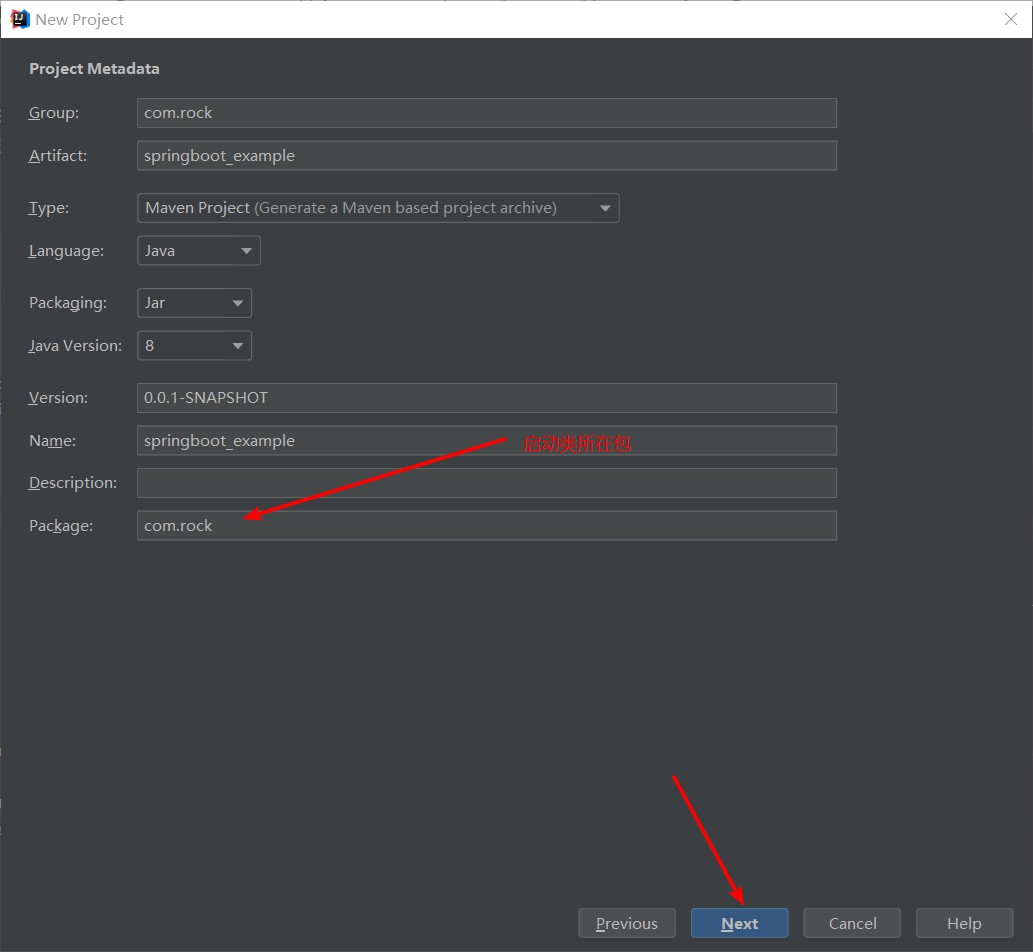 New Project
Project Metadata
Group: com.rock
Artifact: springboot_example
Type: Maven Project (Generate a Maven based project archive)
Language: Java
Packaging: Jar
Java Version: 8
Version: 0.0.1-SNAPSHOT
Name: springboot_example
启动类所在包
Description:
Package: com.rock
Previous Next Cancel Help